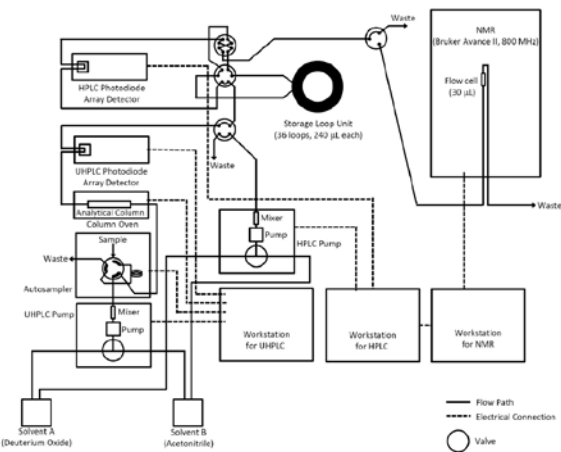 Waste
NMR
(Bruker Avance II, 800 MHz)
Flow cell
(30 µL)
HPLC Photodiode
Array Detector
Storage Loop Unit
(36 loops, 240 µL each)
Waste
UHPLC Photodiode
Array Detector
Waste
Analytical Column
Column Oven
Mixer
Pump
HPLC Pump
Sample
Waste
Autosampler
UHPLC Pump
Mixer
Pump
Workstation
for UHPLC
Workstation
for HPLC
Workstation
for NMR
Solvent A
(Deuterium Oxide)
Solvent B
(Acetonitrile)
Flow Path
Electrical Connection
Valve